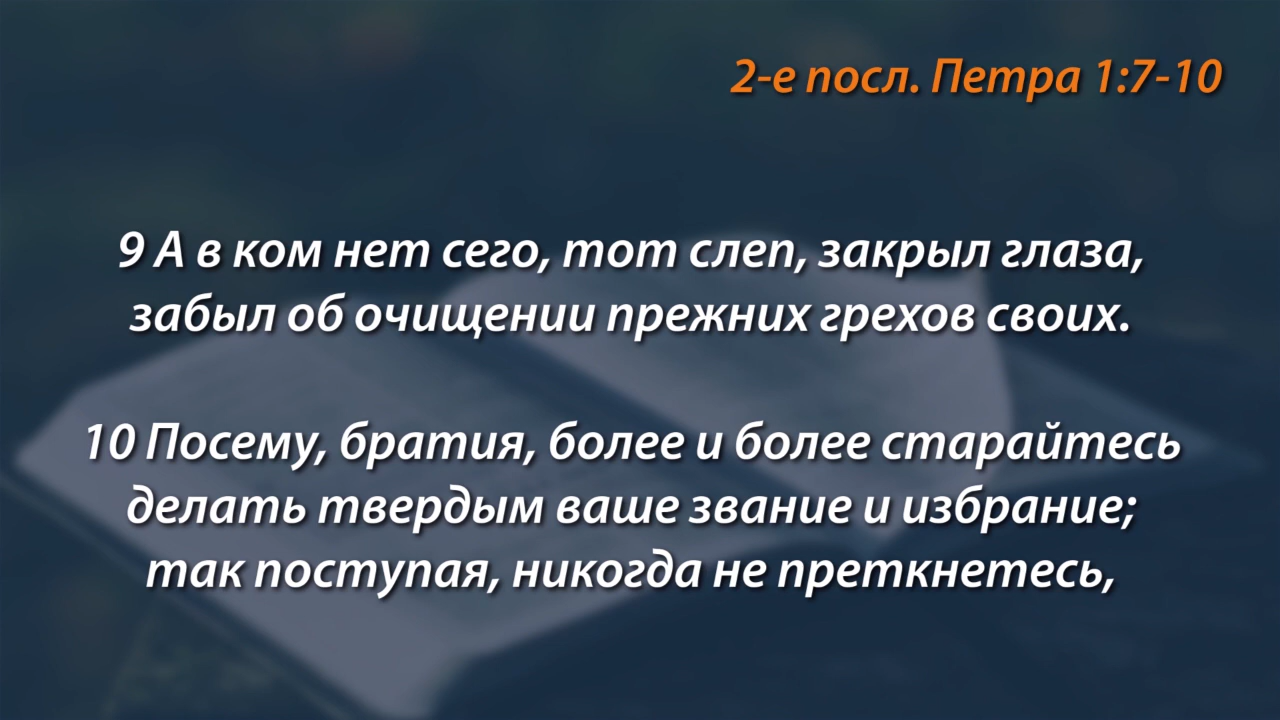 2-е посл. Петра 1:7-10
9 А в ком нет сего, тот слеп, закрыл глаза,
забыл об очищении прежних грехов своих.
10 Посему, братия, более и более старайтесь
делать твердым ваше звание и избрание;
так поступая, никогда не преткнетесь,